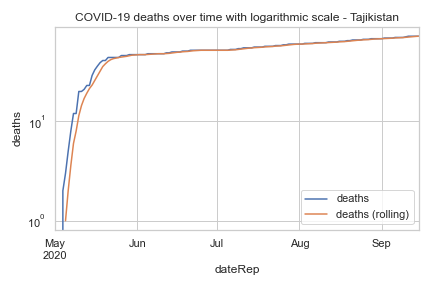 COVID-19 deaths over time with logarithmic scale - Tajikistan
deaths
10¹
10⁰
deaths
deaths (rolling)
May Jun Jul Aug Sep
2020
dateRep